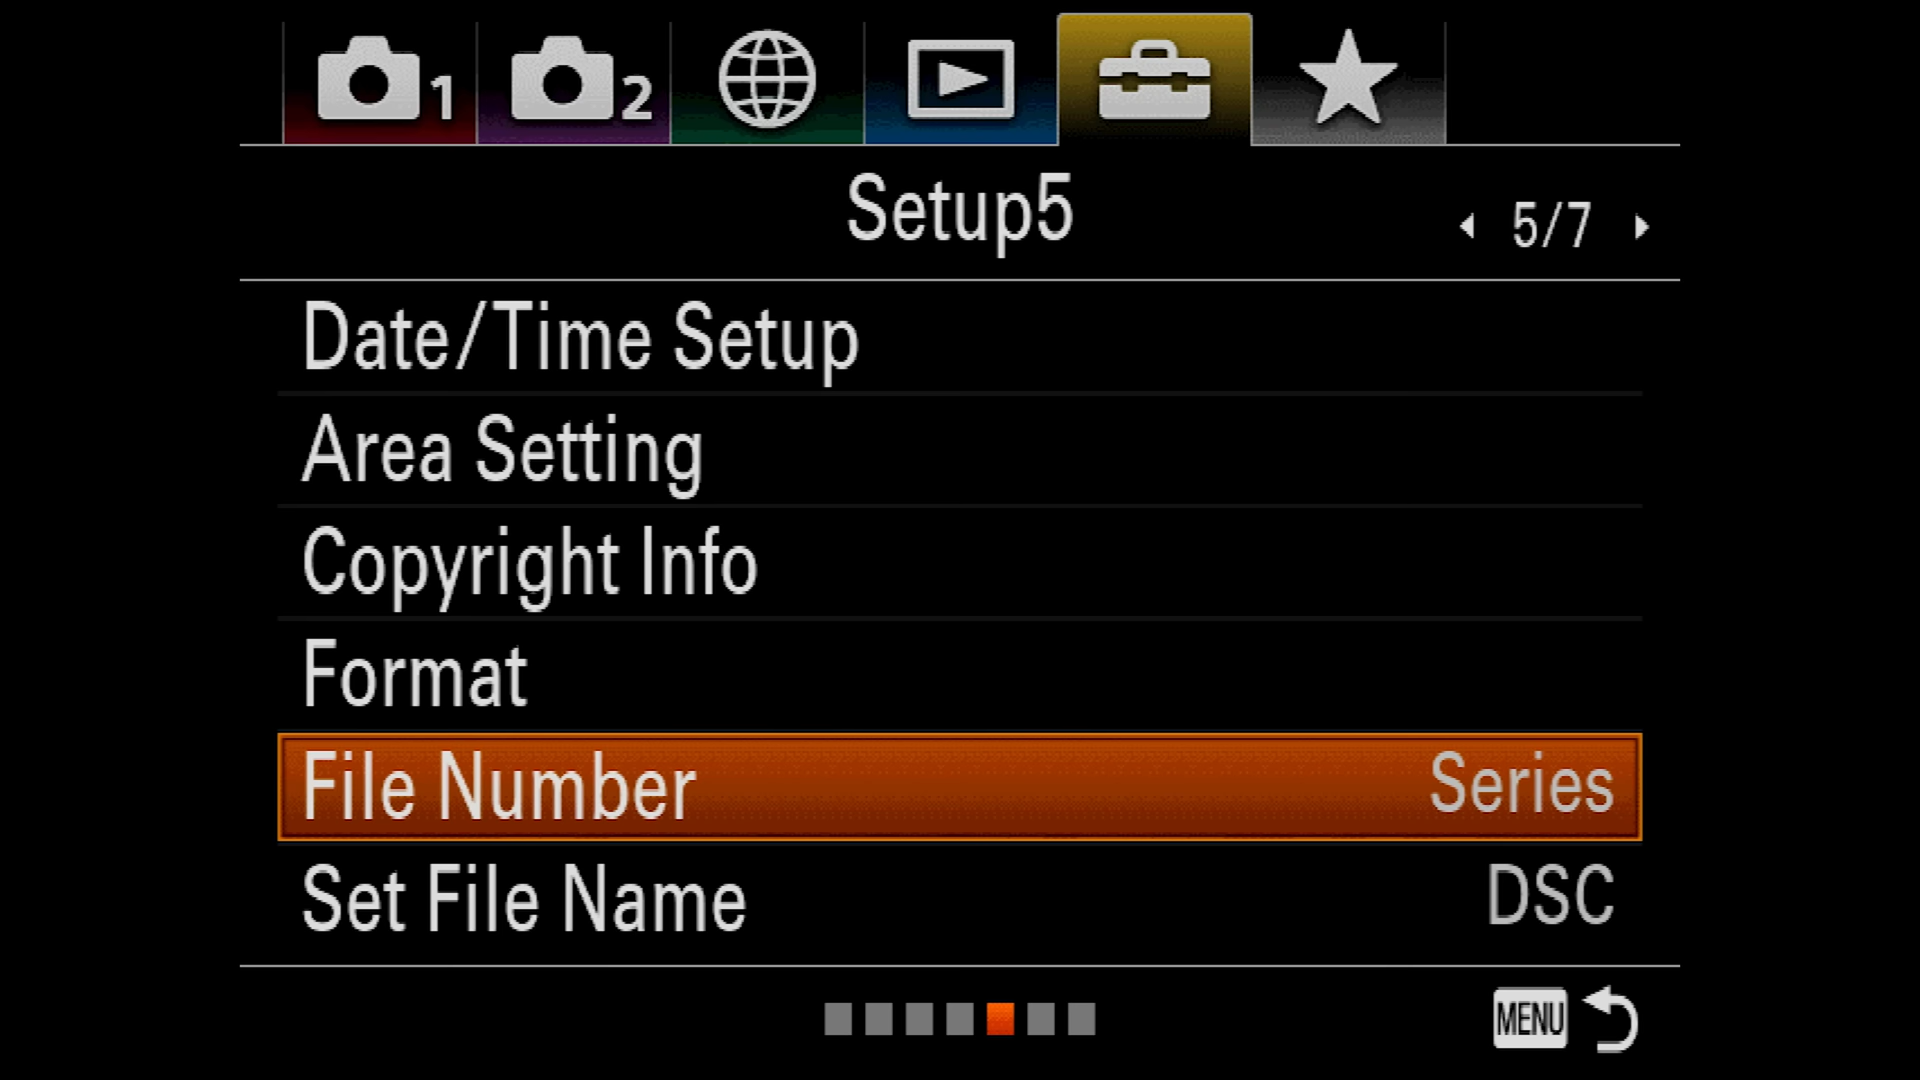 1
2
Setup5
5/7
Date/Time Setup
Area Setting
Copyright Info
Format
File Number Series
Set File Name DSC
MENU